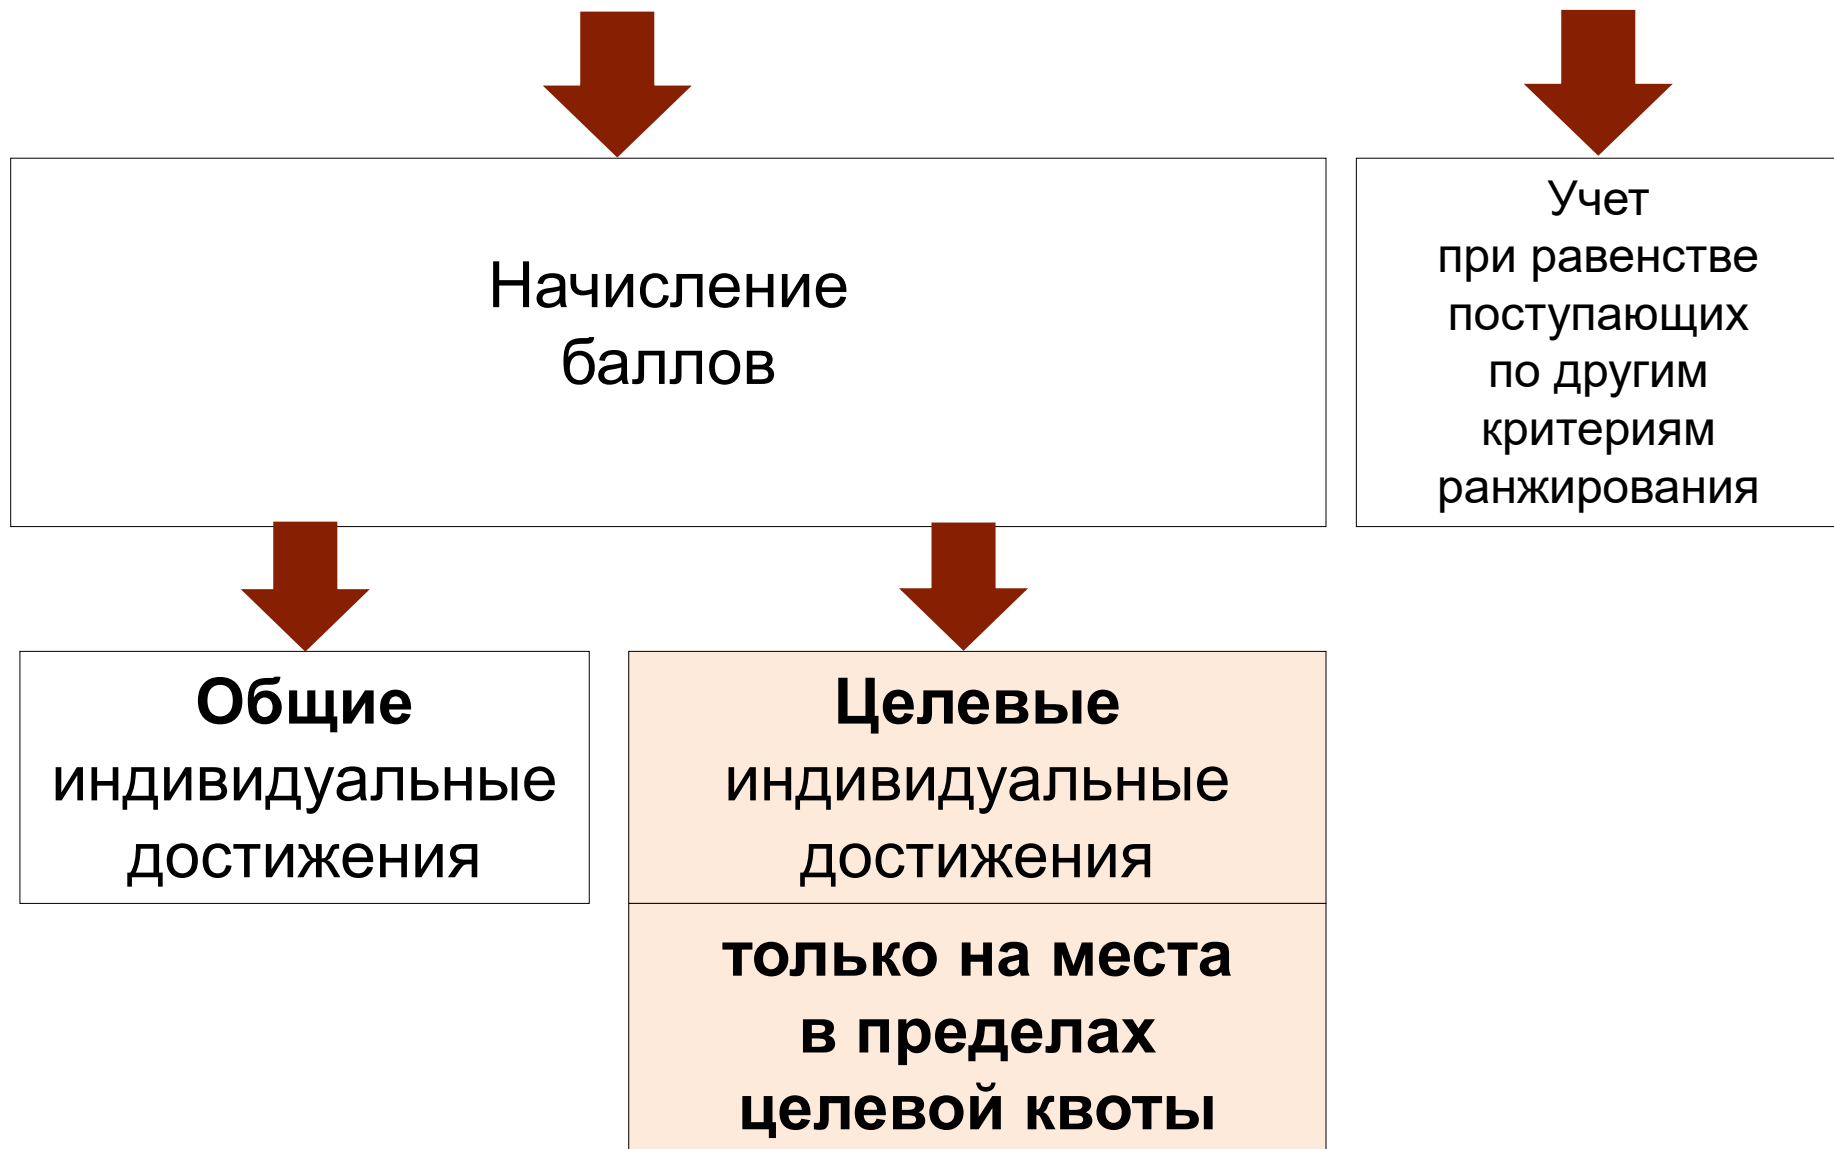 Начисление
баллов
Учет
при равенстве
поступающих
по другим
критериям
ранжирования
Общие
индивидуальные
достижения
Целевые
индивидуальные
достижения
только на места
в пределах
целевой квоты